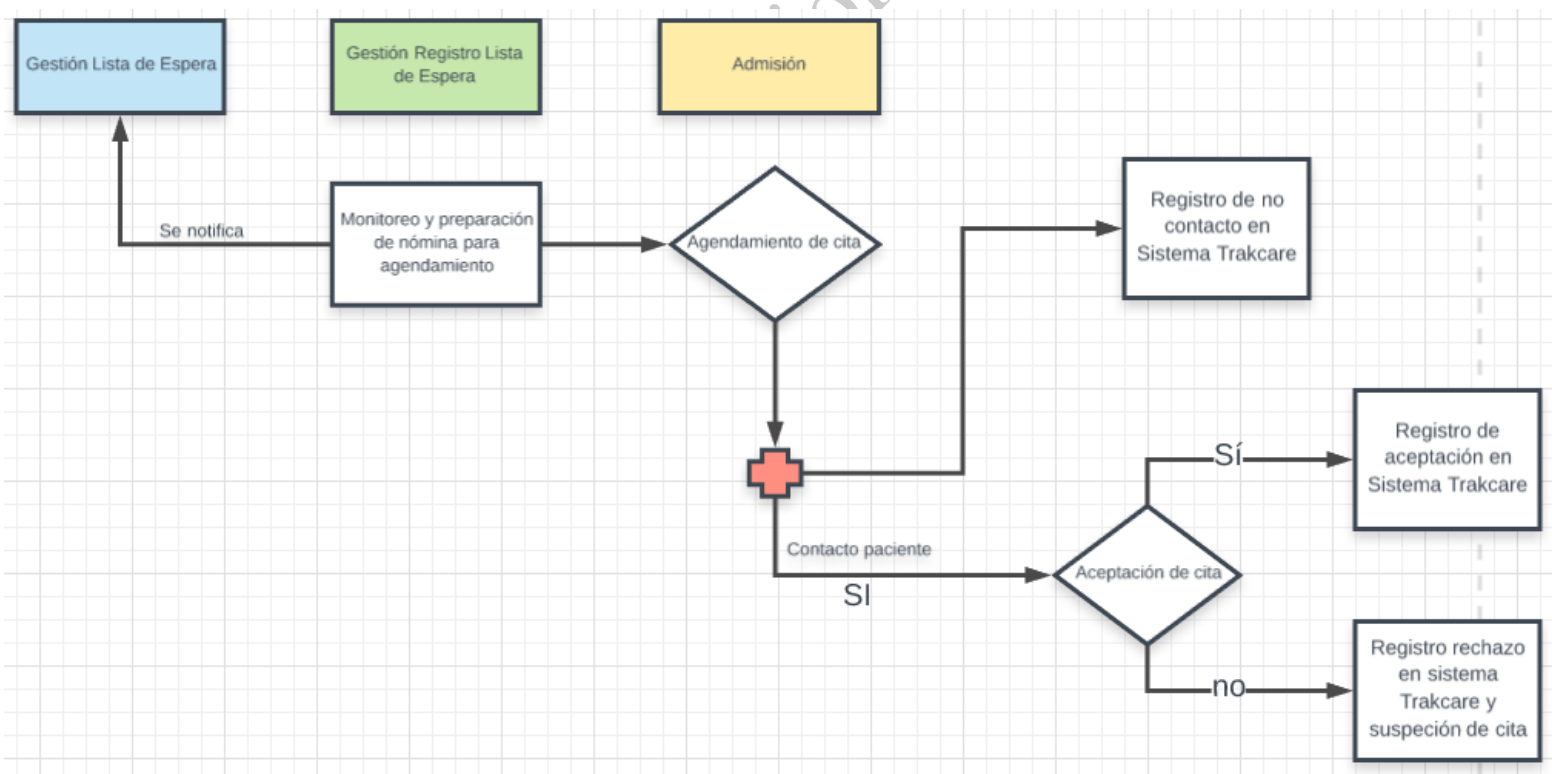 Gestión Lista de Espera
Gestión Registro Lista
de Espera
Admisión
Se notifica
Monitoreo y preparación
de nómina para
agendamiento
Agendamiento de cita
Registro de no
contacto en
Sistema Trakcare
Contacto paciente
SI
Aceptación de cita
Sí
Registro de
aceptación en
Sistema Trakcare
no
Registro rechazo
en sistema
Trakcare y
suspeción de cita